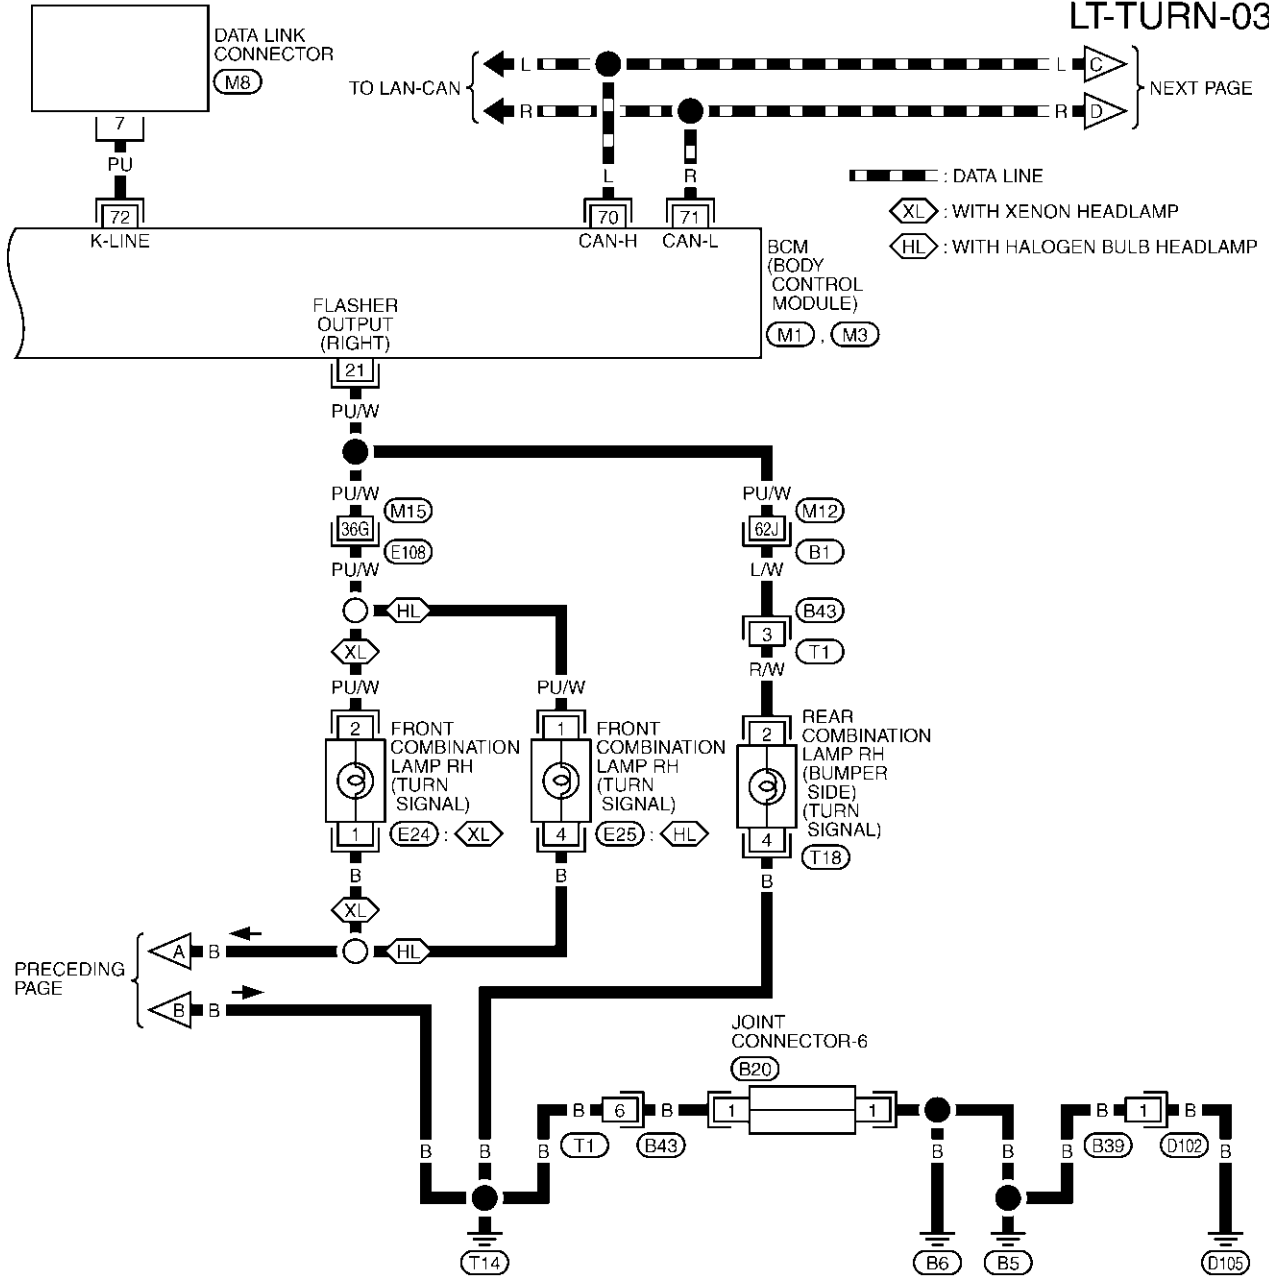 LT-TURN-03
DATA LINK
CONNECTOR
M8
7
PU
72
K-LINE
TO LAN-CAN
L
L
C
R
R
D
NEXT PAGE
L
R
70
71
CAN-H
CAN-L
: DATA LINE
XL : WITH XENON HEADLAMP
HL : WITH HALOGEN BULB HEADLAMP
BCM
(BODY
CONTROL
MODULE)
M1 , M3
FLASHER
OUTPUT
(RIGHT)
21
PU/W
PU/W
M15
36G
E108
PU/W
HL
XL
PU/W
PU/W
PU/W
M12
62J
B1
L/W
B43
3
T1
R/W
2
FRONT
COMBINATION
LAMP RH
(TURN
SIGNAL)
1
E24 : XL
1
FRONT
COMBINATION
LAMP RH
(TURN
SIGNAL)
4
E25 : HL
2
REAR
COMBINATION
LAMP RH
(BUMPER
SIDE)
(TURN
SIGNAL)
4
T18
B
B
B
XL
HL
PRECEDING
PAGE
A B
B B
JOINT
CONNECTOR-6
B20
B 6 B
1
1
B 1 B
T1
B43
B39
D102
B
B
B
B
B
B
B
T14
B6
B5
D105